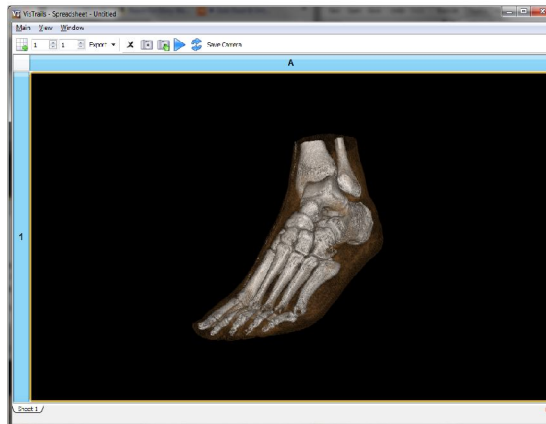 VisTrails - Spreadsheet - Untitled
Main View Window
1 1 Export Save Camera
A
1
Sheet 1